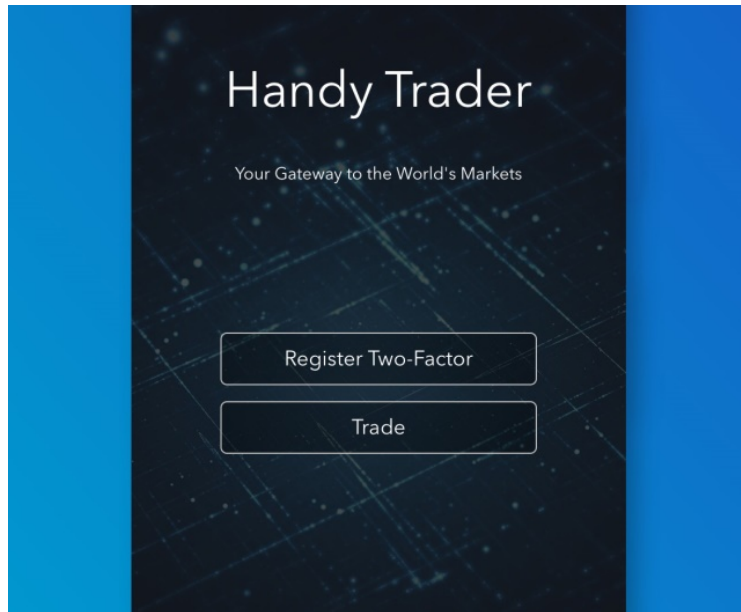 Handy Trader
Your Gateway to the World's Markets
Register Two-Factor
Trade